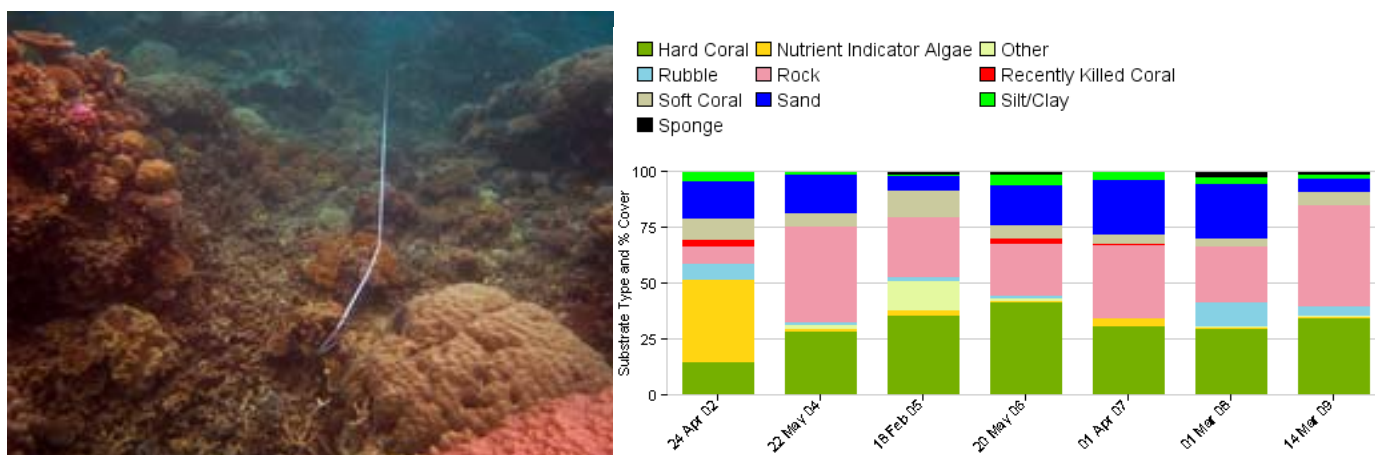 Hard Coral Nutrient Indicator Algae Other
Rubble Rock Recently Killed Coral
Soft Coral Sand Silt/Clay
Sponge
100
75
50
25
0
Substrate Type and % Cover
24 Apr 02 22 May 04 18 Feb 05 20 May 06 01 Apr 07 01 Mar 08 14 Mar 09